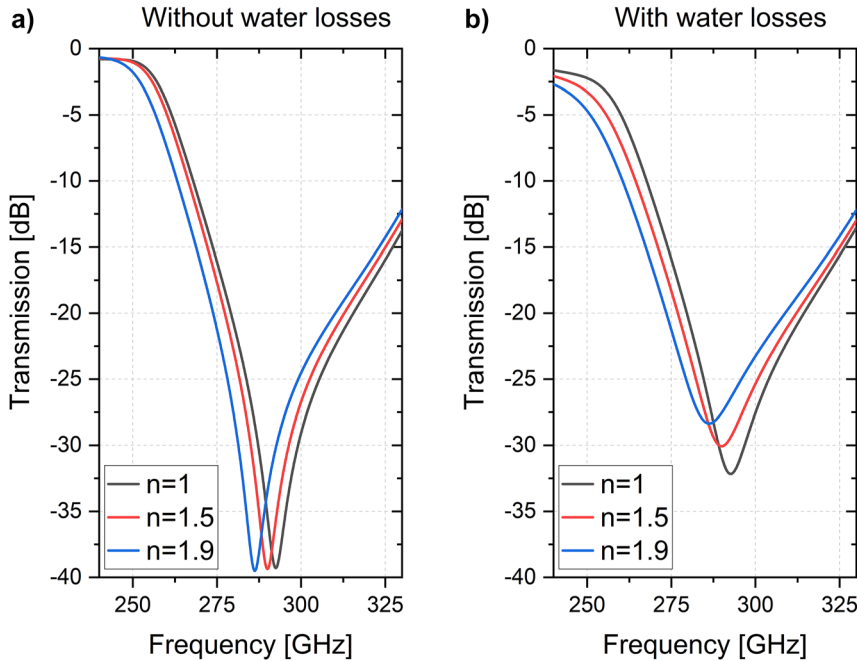 a)
Without water losses
0
-5
-10
-15
-20
-25
-30
-35
-40
Transmission [dB]
n=1
n=1.5
n=1.9
250
275
300
325
Frequency [GHz]
b)
With water losses
0
-5
-10
-15
-20
-25
-30
-35
-40
Transmission [dB]
n=1
n=1.5
n=1.9
250
275
300
325
Frequency [GHz]